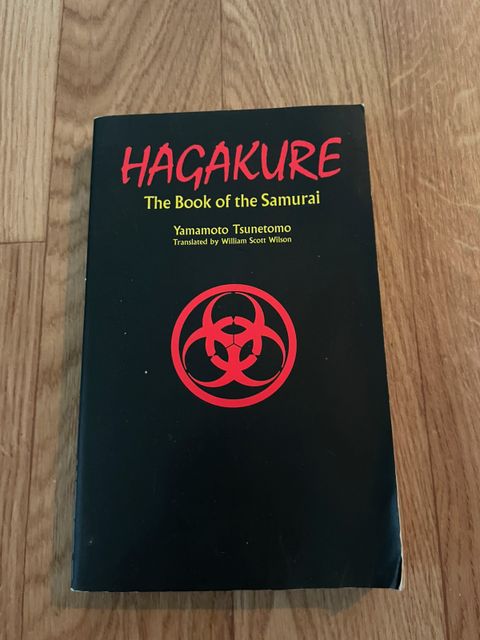 HAGAKURE
The Book of the Samurai
Yamamoto Tsunetomo
Translated by William Scott Wilson